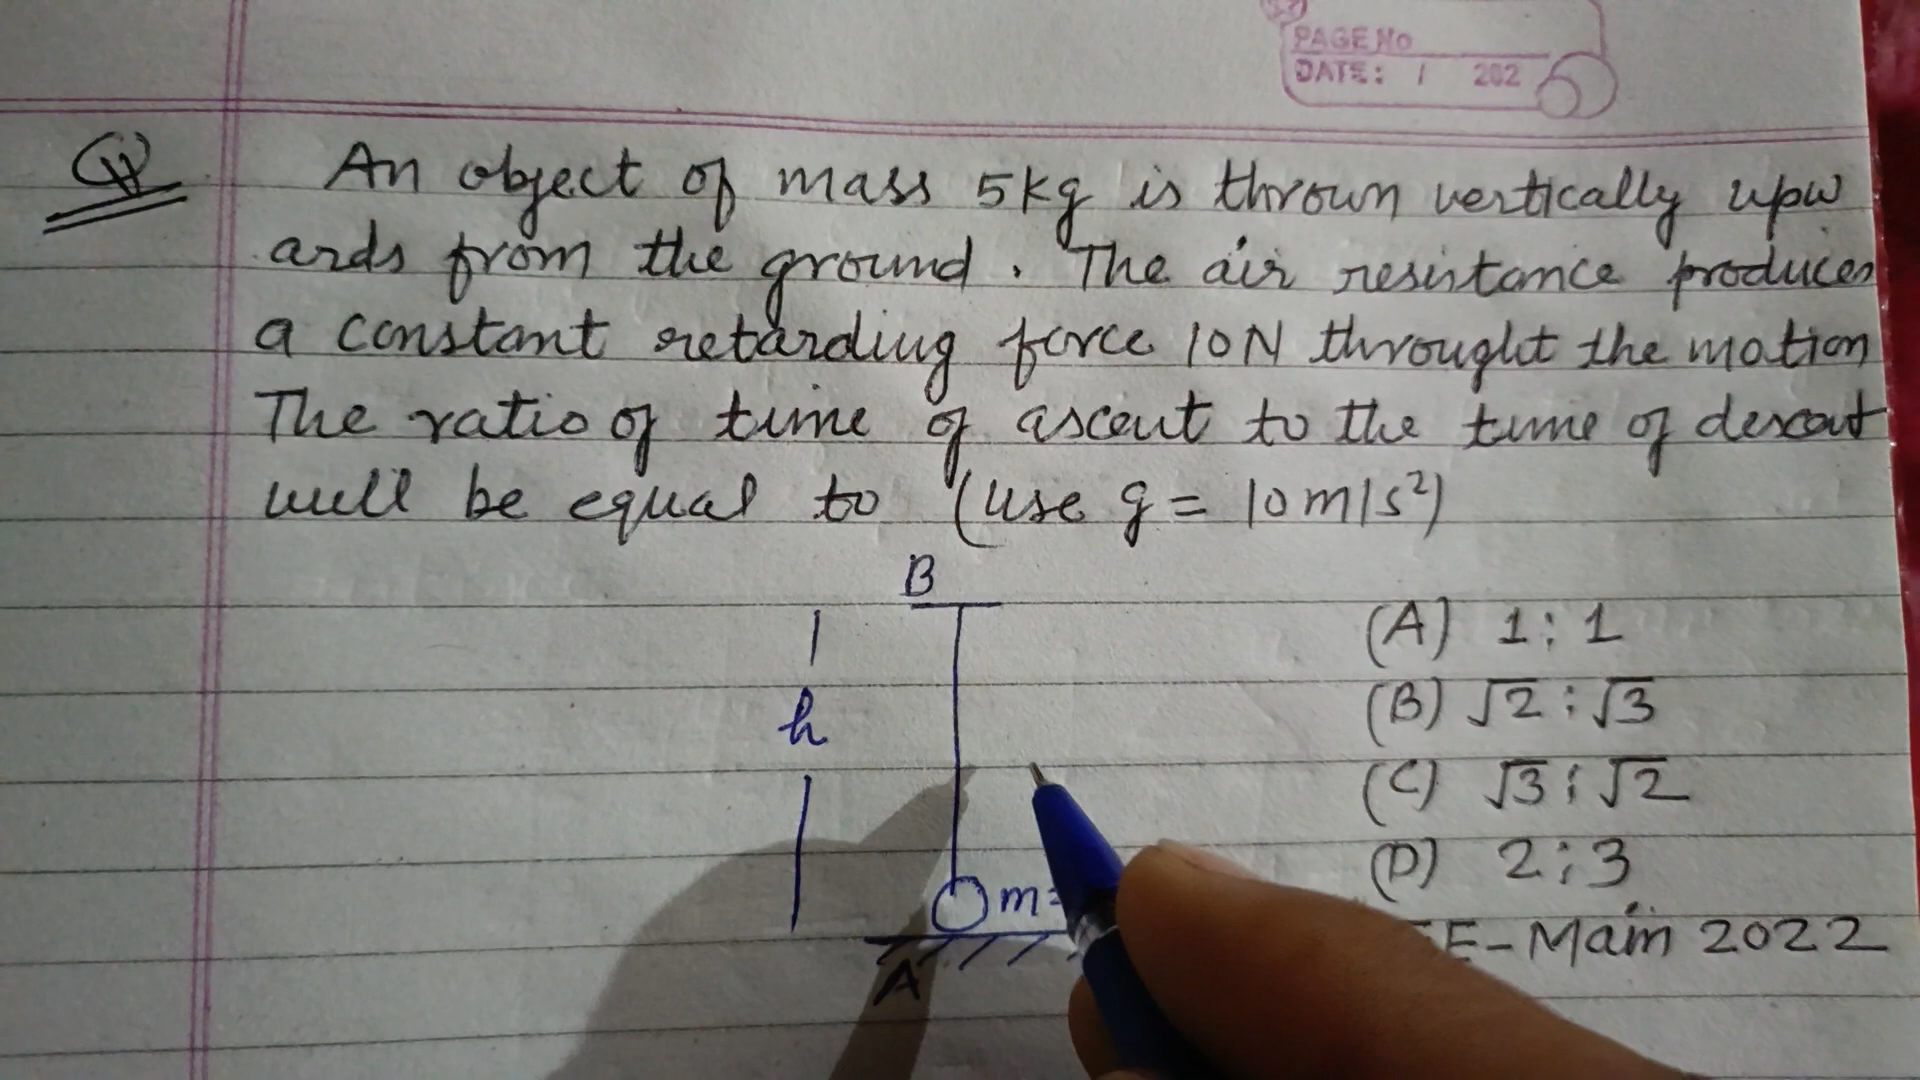 PAGE No
DATE: / 202
Q
An object of mass 5kg is thrown vertically upw
ards from the ground. The air resistance produces
a constant retarding force 10N throught the motion
The ratio of time of ascent to the time of descent
will be equal to (use g = 10m/s²)
B
h
m=
A
(A) 1:1
(B) √2:√3
(C) √3:√2
(D) 2:3
E-Main 2022